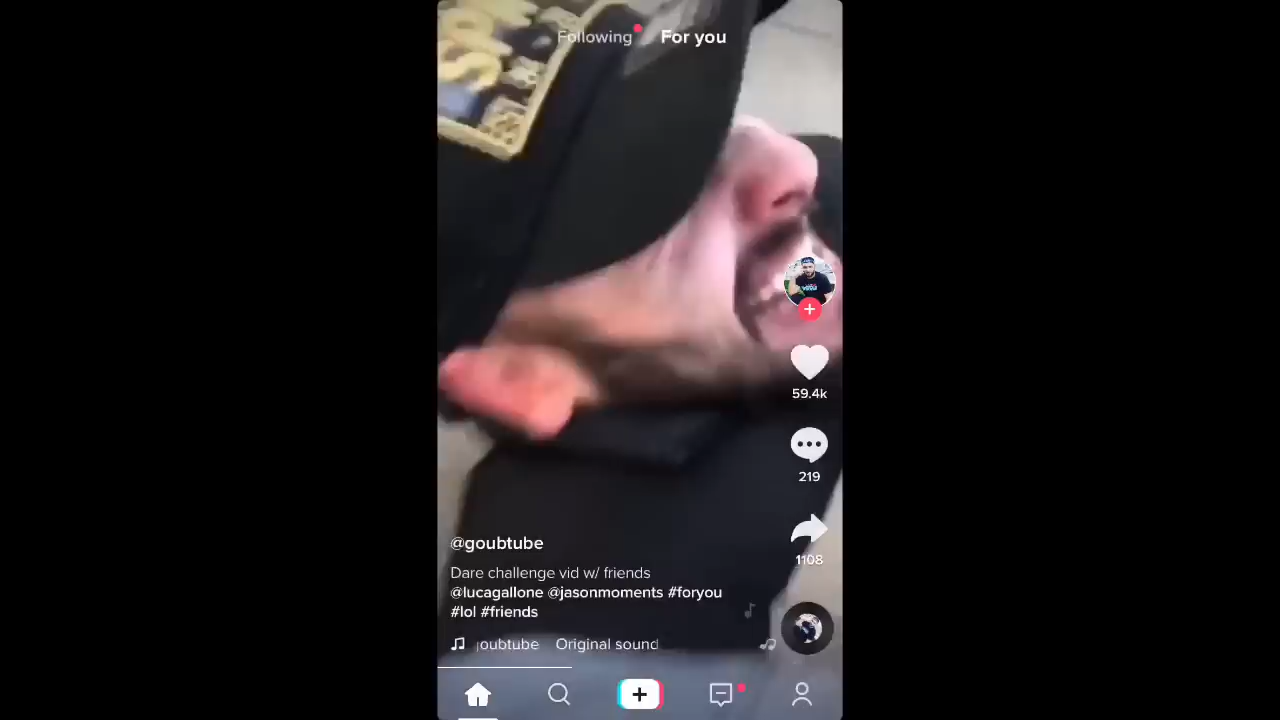 Following For you
59.4k
219
1108
@goubtube
Dare challenge vid w/ friends
@lucagallone @jasonmoments #foryou
#lol #friends
oubtube Original sound